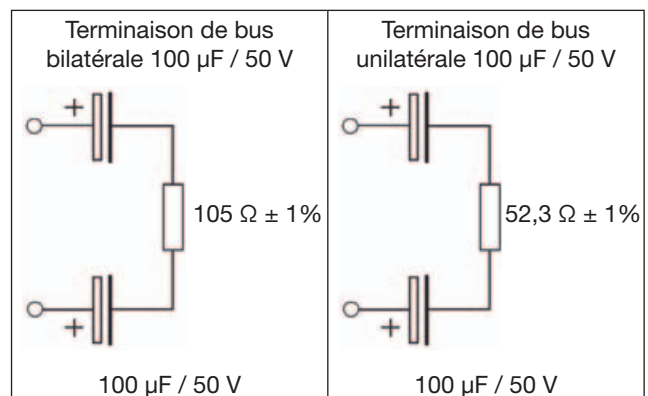 Terminaison de bus
bilatérale 100 µF / 50 V
+
105 Ω ± 1%
+
100 µF / 50 V
Terminaison de bus
unilatérale 100 µF / 50 V
+
52,3 Ω ± 1%
+
100 µF / 50 V